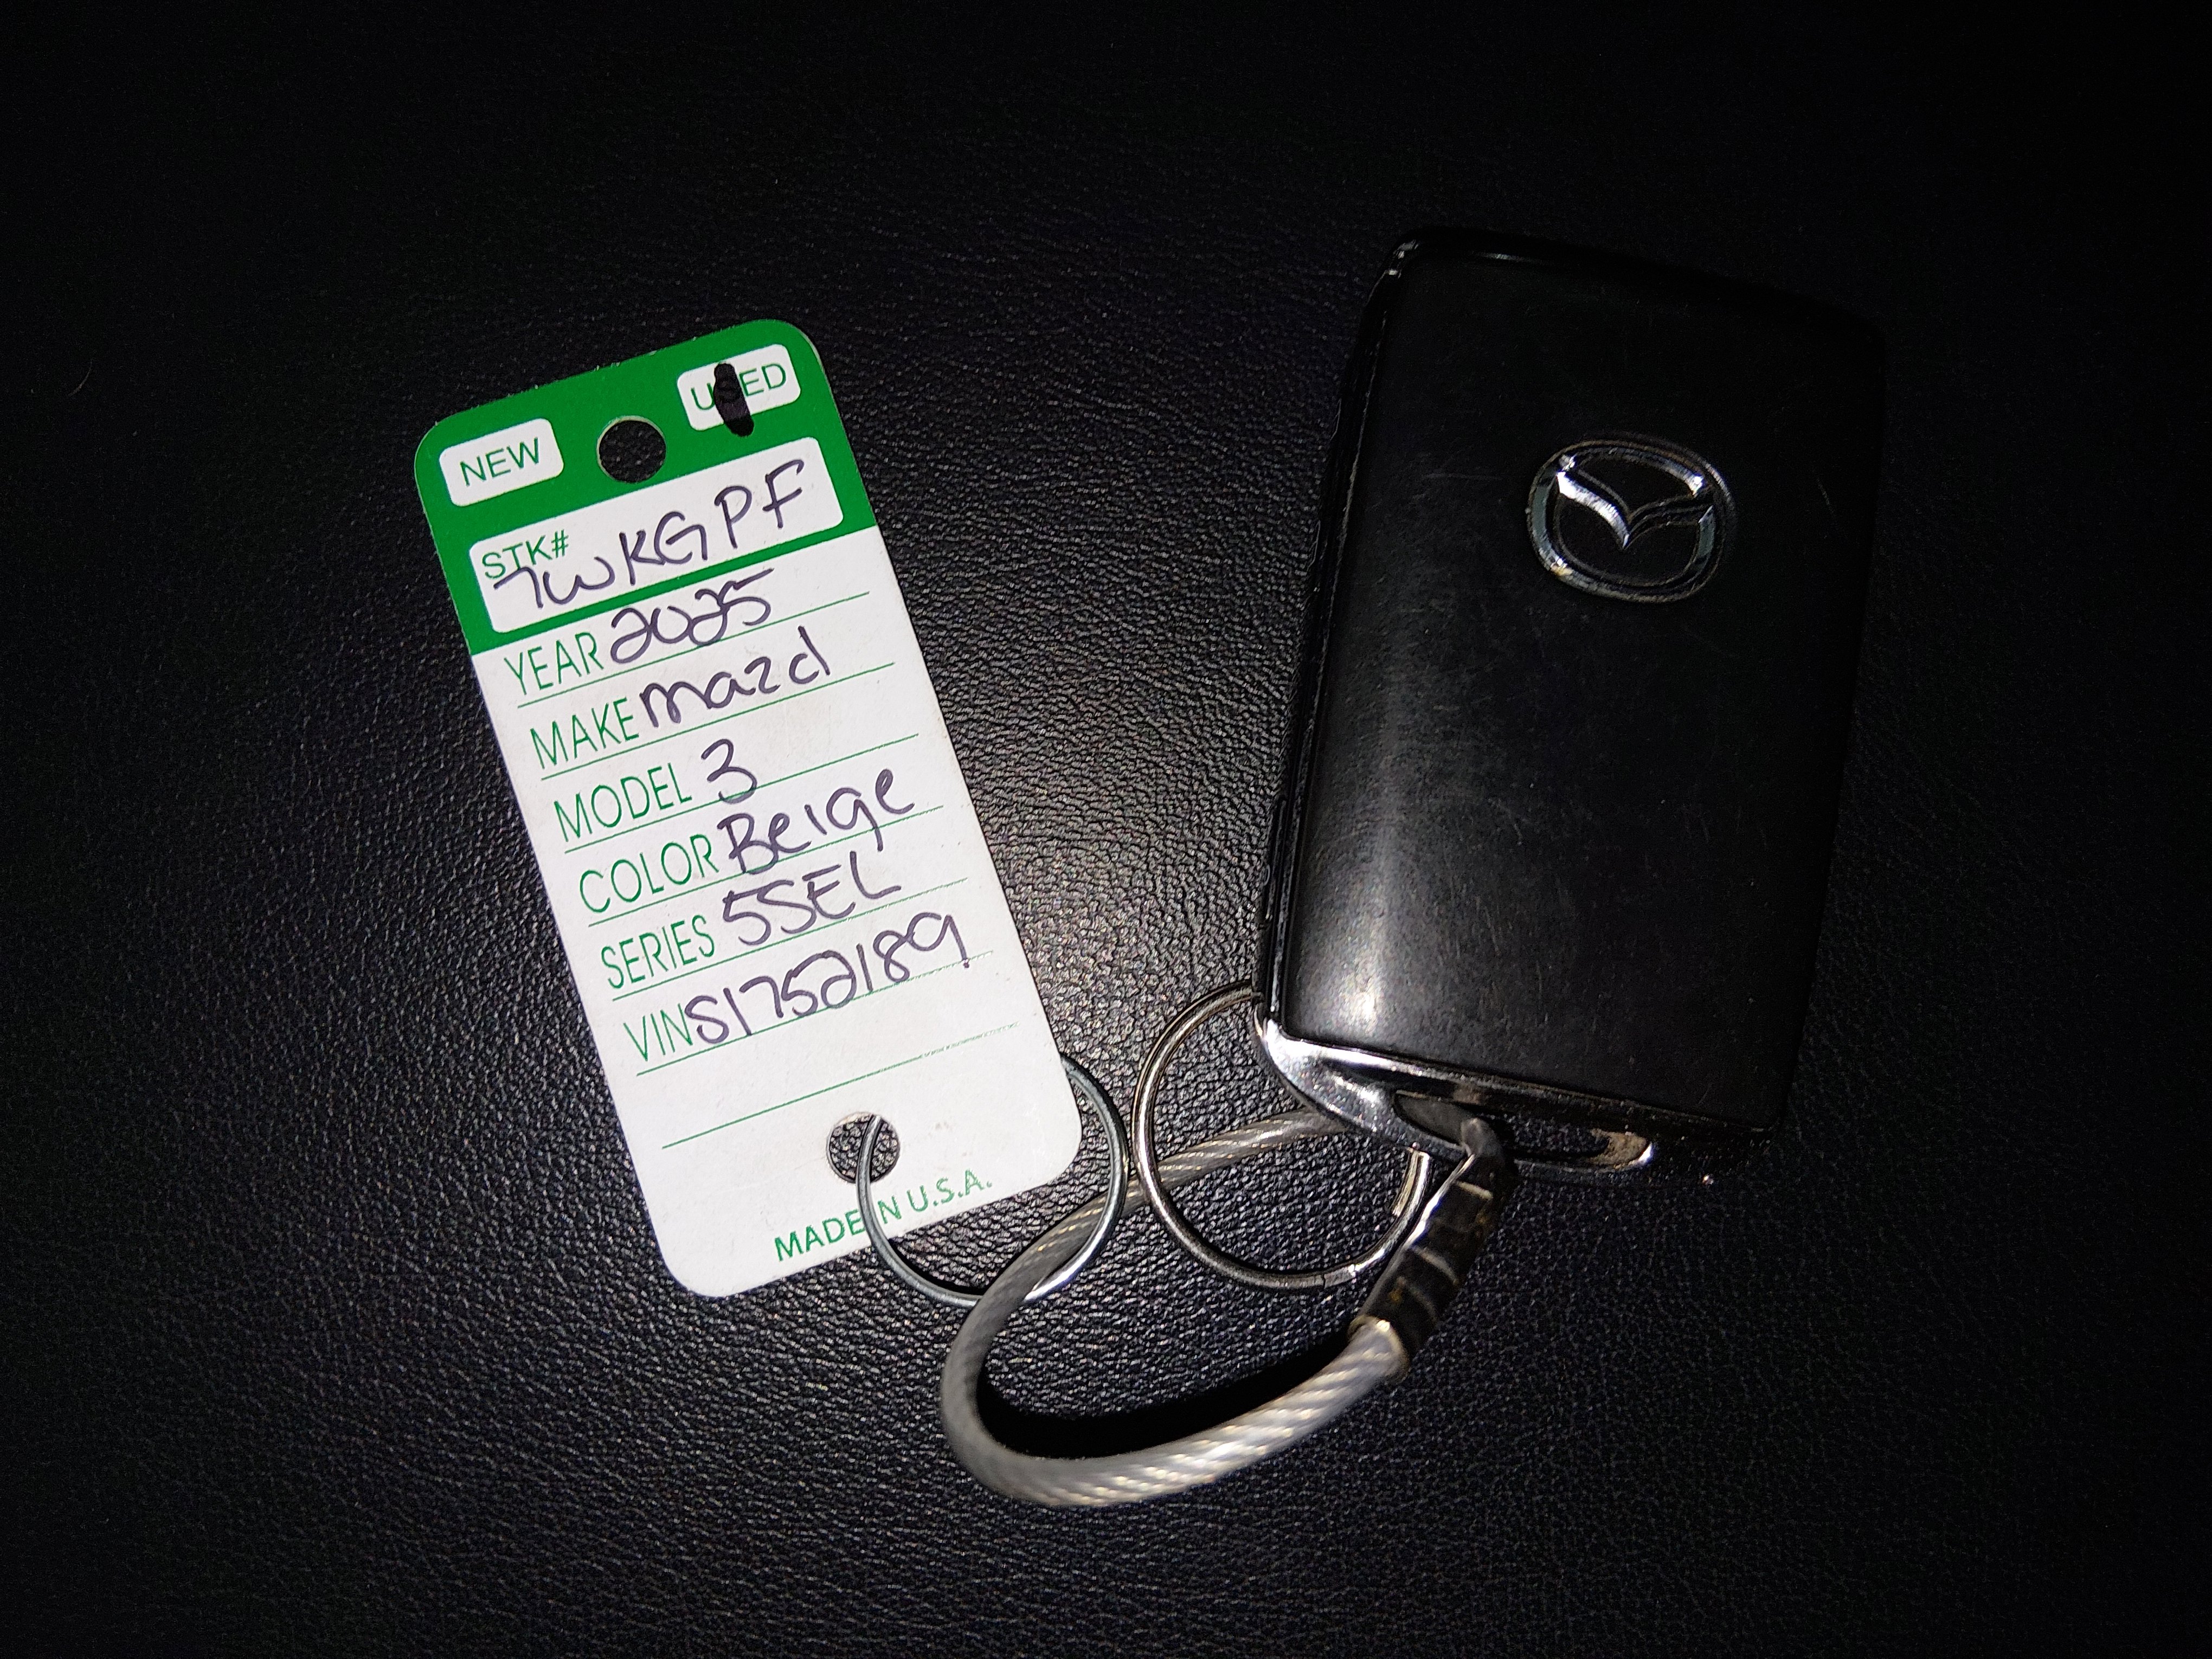 NEW USED
STK# 7WKGPF
YEAR 2025
MAKE mazd
MODEL 3
COLOR Beige
SERIES 5SEL
VIN S1752189
MADE IN U.S.A.